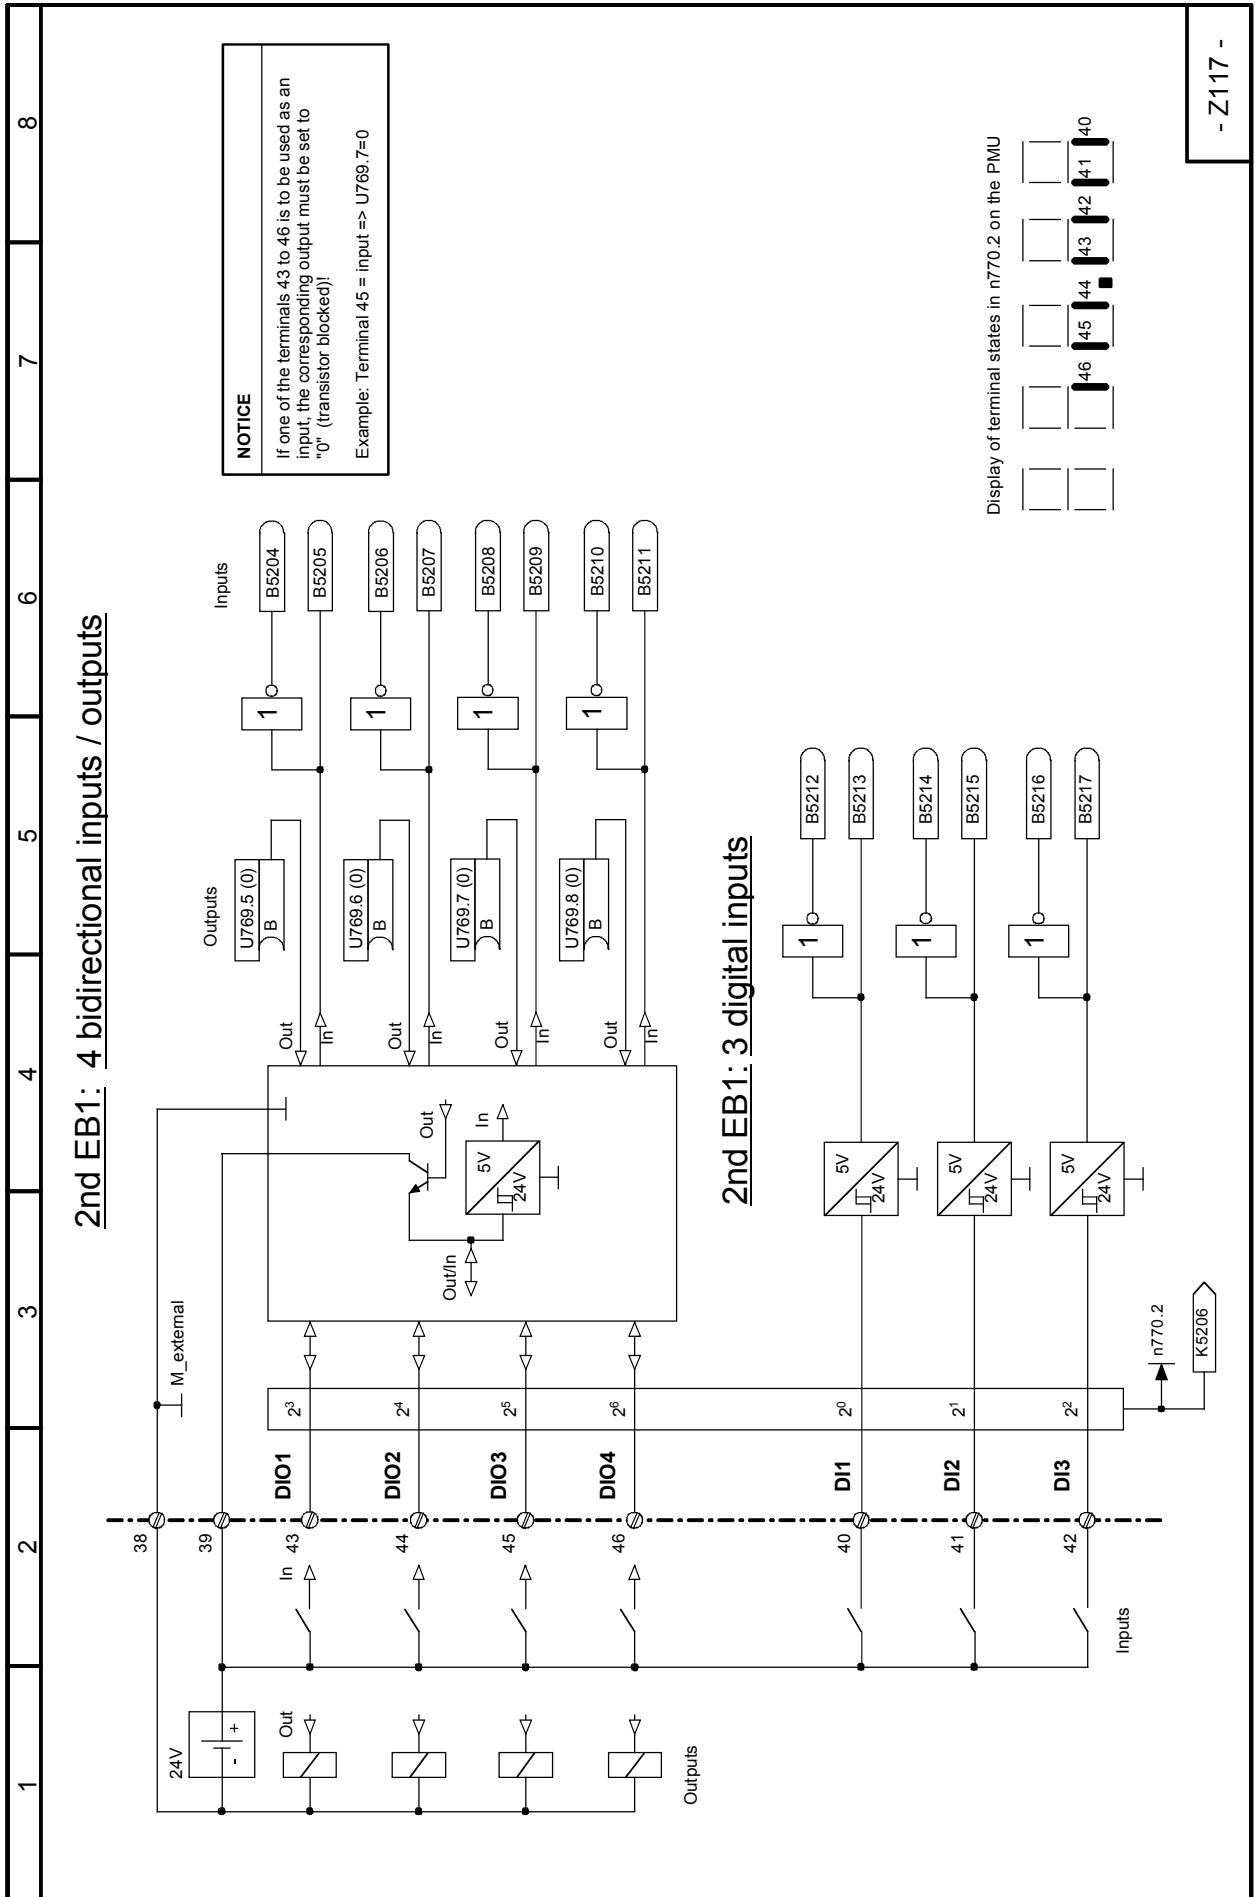 1 2 3 4 5 6 7 8
2nd EB1: 4 bidirectional inputs / outputs
NOTICE
If one of the terminals 43 to 46 is to be used as an
input, the corresponding output must be set to
"0" (transistor blocked)!
Example: Terminal 45 = input => U769.7=0
24V
- +
38
39
M_external
Outputs
Inputs
Out
In
43
DIO1
2³
Out
In
U769.5 (0)
B
1
B5204
B5205
44
DIO2
2⁴
Out
In
U769.6 (0)
B
1
B5206
B5207
45
DIO3
2⁵
Out
In
U769.7 (0)
B
1
B5208
B5209
46
DIO4
2⁶
Out
In
U769.8 (0)
B
1
B5210
B5211
Out/In
Out
5V
24V
In
Outputs
2nd EB1: 3 digital inputs
40
DI1
2⁰
5V
24V
1
B5212
B5213
41
DI2
2¹
5V
24V
1
B5214
B5215
42
DI3
2²
5V
24V
1
B5216
B5217
Inputs
n770.2
K5206
Display of terminal states in n770.2 on the PMU
46 45 44 43 42 41 40
- Z117 -